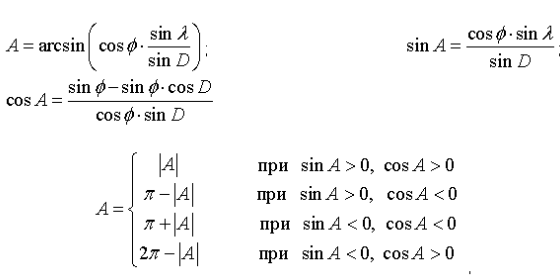 A = arcsin(cos ϕ · sin λ / sin D); sin A = cos ϕ · sin λ / sin D;
cos A = sin ϕ − sin ϕ · cos D / cos ϕ · sin D
A = { |A| при sin A > 0, cos A > 0
π − |A| при sin A > 0, cos A < 0
π + |A| при sin A < 0, cos A < 0
2π − |A| при sin A < 0, cos A > 0